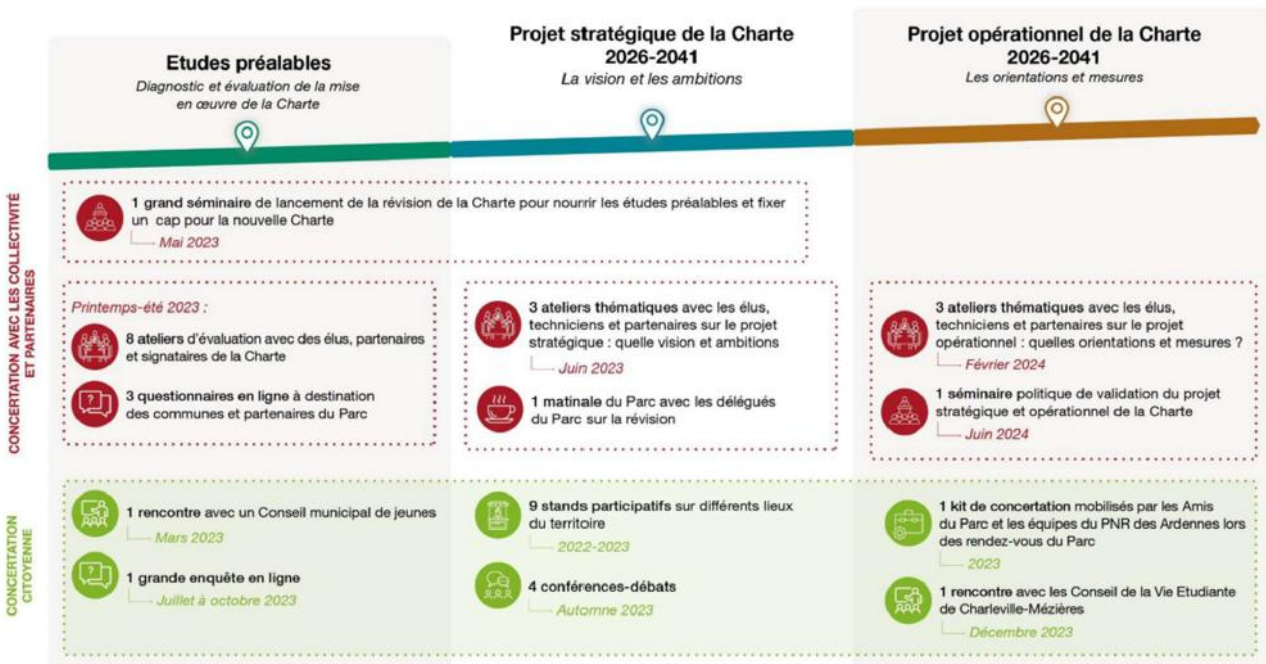 Etudes préalables
Diagnostic et évaluation de la mise
en œuvre de la Charte
Projet stratégique de la Charte
2026-2041
La vision et les ambitions
Projet opérationnel de la Charte
2026-2041
Les orientations et mesures
CONCERTATION AVEC LES COLLECTIVITÉ
ET PARTENAIRES
1 grand séminaire de lancement de la révision de la Charte pour nourrir les études préalables et fixer
un cap pour la nouvelle Charte
Mai 2023
Printemps-été 2023 :
8 ateliers d'évaluation avec des élus, partenaires
et signataires de la Charte
3 questionnaires en ligne à destination
des communes et partenaires du Parc
3 ateliers thématiques avec les élus,
techniciens et partenaires sur le projet
stratégique : quelle vision et ambitions
Juin 2023
1 matinale du Parc avec les délégués
du Parc sur la révision
3 ateliers thématiques avec les élus,
techniciens et partenaires sur le projet
opérationnel : quelles orientations et mesures ?
Février 2024
1 séminaire politique de validation du projet
stratégique et opérationnel de la Charte
Juin 2024
CONCERTATION
CITOYENNE
1 rencontre avec un Conseil municipal de jeunes
Mars 2023
1 grande enquête en ligne
Juillet à octobre 2023
9 stands participatifs sur différents lieux
du territoire
2022-2023
4 conférences-débats
Automne 2023
1 kit de concertation mobilisés par les Amis
du Parc et les équipes du PNR des Ardennes lors
des rendez-vous du Parc
2023
1 rencontre avec les Conseil de la Vie Etudiante
de Charleville-Mézières
Décembre 2023